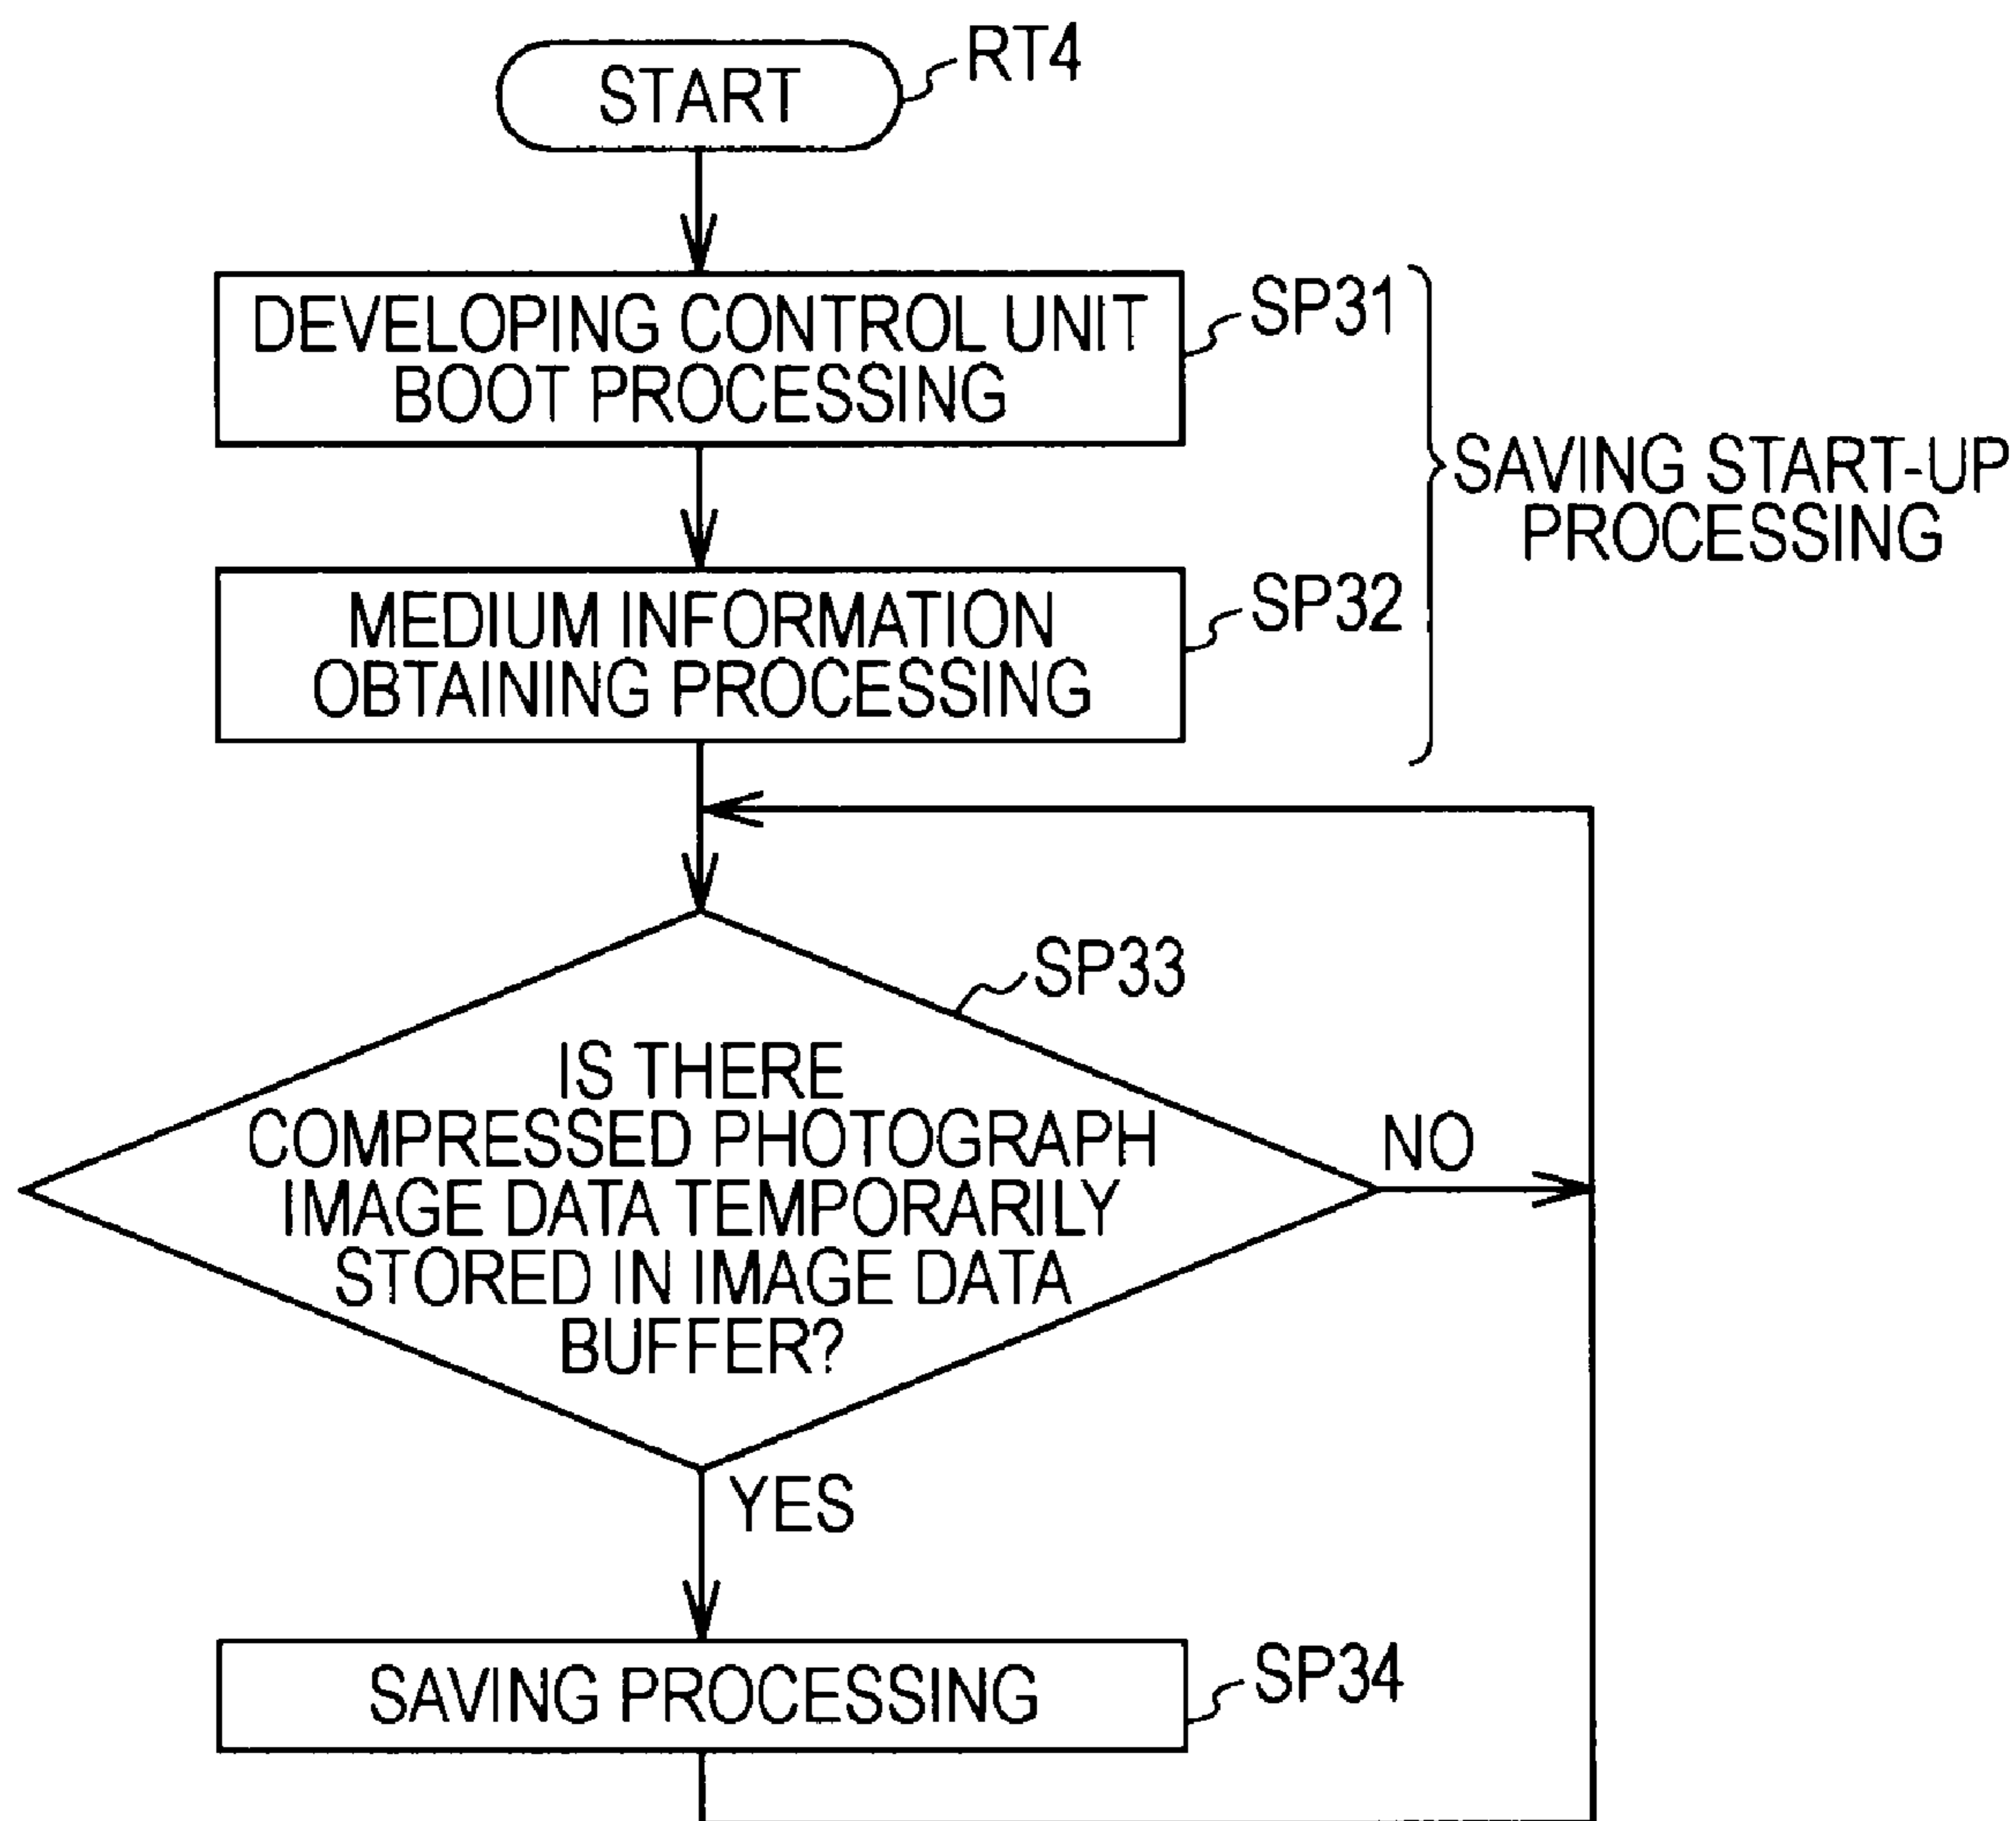 START
RT4
DEVELOPING CONTROL UNIT
BOOT PROCESSING
SP31
SAVING START-UP
PROCESSING
MEDIUM INFORMATION
OBTAINING PROCESSING
SP32
SP33
IS THERE
COMPRESSED PHOTOGRAPH
IMAGE DATA TEMPORARILY
STORED IN IMAGE DATA
BUFFER?
NO
YES
SAVING PROCESSING
SP34